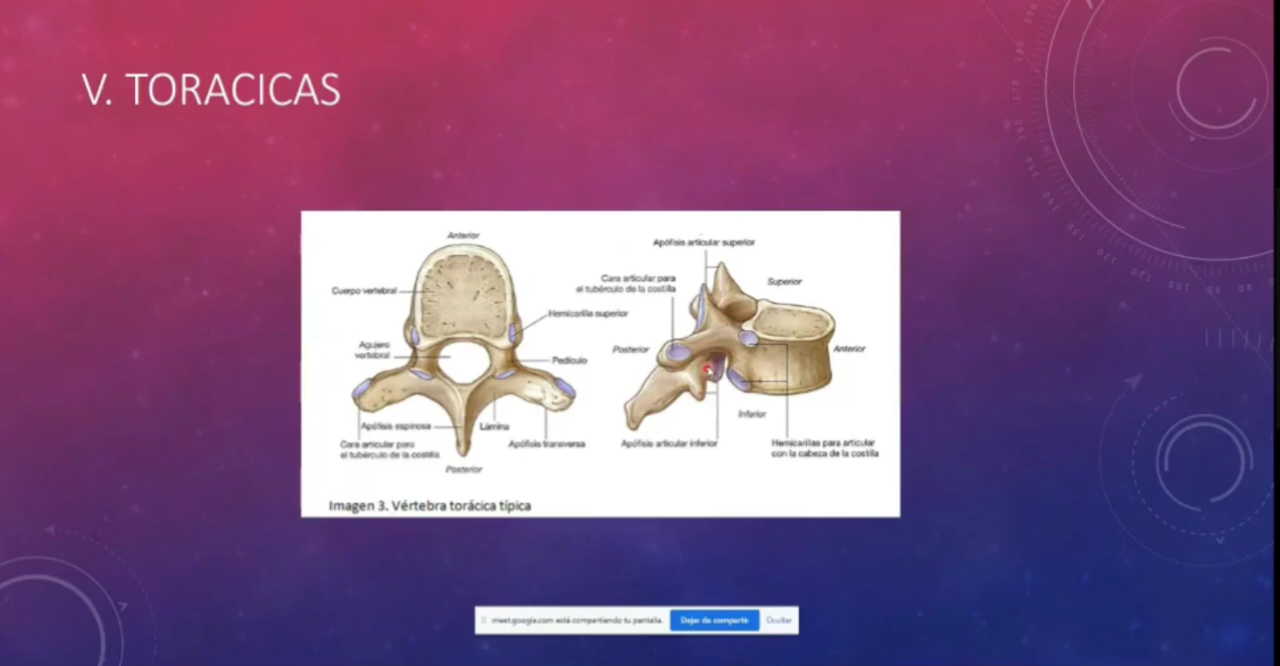 V. TORACICAS
Anterior
Cuerpo vertebral
Hemicarilla superior
Agujero
vertebral
Pedículo
Apófisis espinosa
Lámina
Cara articular para
el tubérculo de la costilla
Apófisis transversa
Posterior
Apófisis articular superior
Cara articular para
el tubérculo de la costilla
Superior
Posterior
Anterior
Inferior
Apófisis articular inferior
Hemicarillas para articular
con la cabeza de la costilla
Imagen 3. Vértebra torácica típica
meet.google.com está compartiendo tu pantalla.
Dejar de compartir
Ocultar